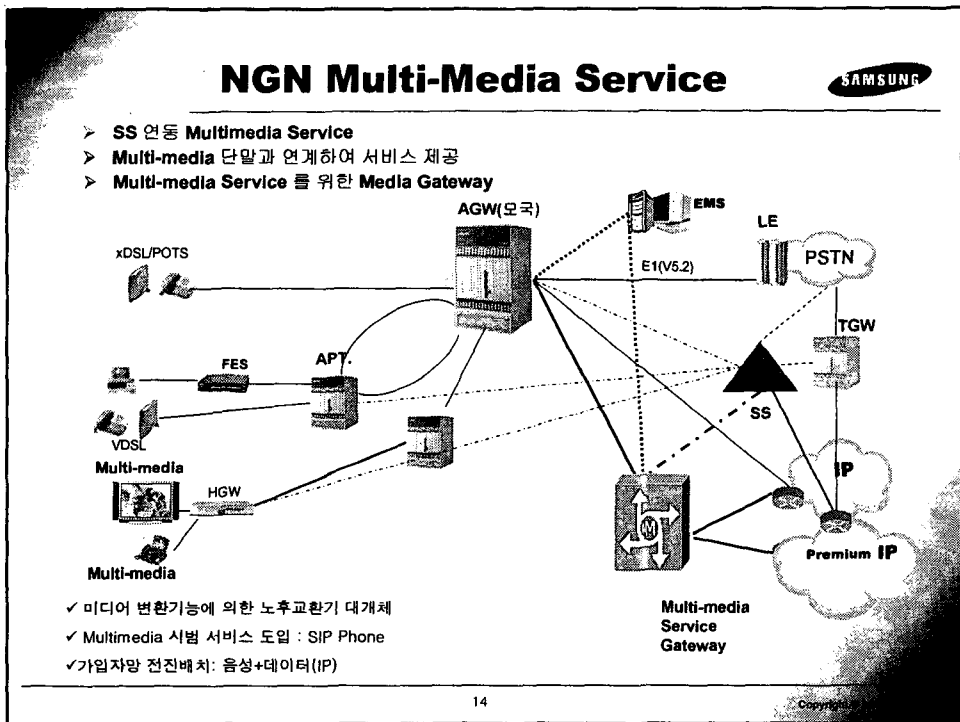 NGN Multi-Media Service
SAMSUNG
➢ SS 연동 Multimedia Service
➢ Multi-media 단말과 연계하여 서비스 제공
➢ Multi-media Service 를 위한 Media Gateway
AGW(모국)
EMS
LE
xDSL/POTS
E1(V5.2)
PSTN
TGW
FES
APT.
SS
VDSL
Multi-media
HGW
IP
M
Premium IP
Multi-media
Multi-media
Service
Gateway
✓ 미디어 변환기능에 의한 노후교환기 대개체
✓ Multimedia 시범 서비스 도입 : SIP Phone
✓가입자망 전진배치: 음성+데이터(IP)
14